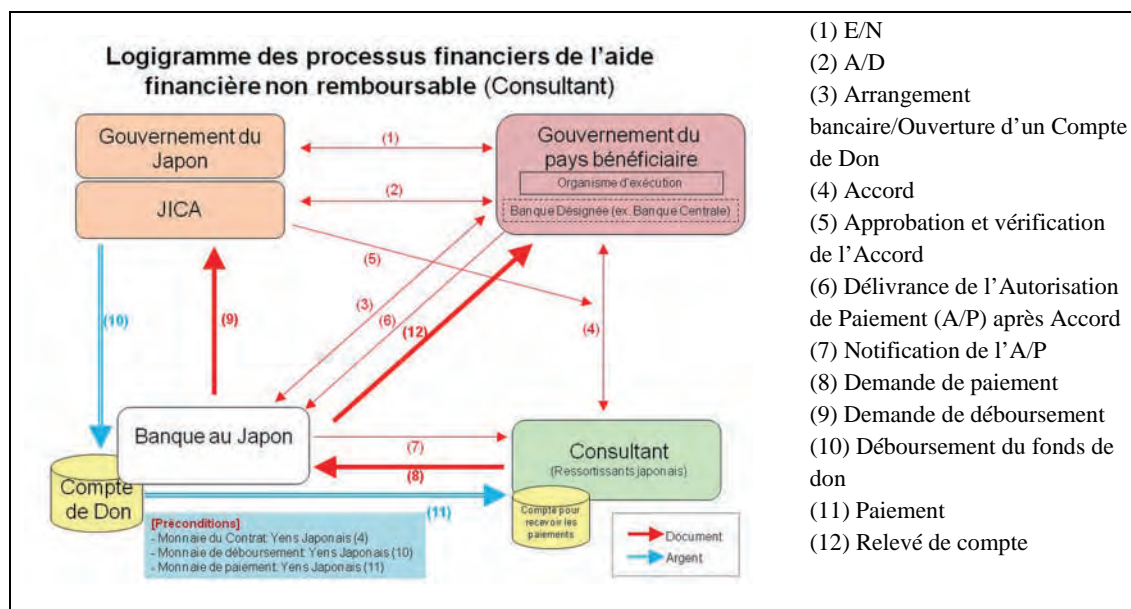 Logigramme des processus financiers de l'aide
financière non remboursable (Consultant)
Gouvernement du
Japon
JICA
(1)
(2)
Gouvernement du
pays bénéficiaire
Organisme d'exécution
Banque Désignée (ex. Banque Centrale)
(5)
(3)
(6)
(12)
(4)
(10)
(9)
Banque au Japon
(7)
(8)
Consultant
(Ressortissants japonais)
Compte
de Don
(11)
Compte pour
recevoir les
paiements
[Préconditions]
- Monnaie du Contrat: Yens Japonais (4)
- Monnaie de déboursement: Yens Japonais (10)
- Monnaie de paiement: Yens Japonais (11)
Document
Argent
(1) E/N
(2) A/D
(3) Arrangement
bancaire/Ouverture d'un Compte
de Don
(4) Accord
(5) Approbation et vérification
de l'Accord
(6) Délivrance de l'Autorisation
de Paiement (A/P) après Accord
(7) Notification de l'A/P
(8) Demande de paiement
(9) Demande de déboursement
(10) Déboursement du fonds de
don
(11) Paiement
(12) Relevé de compte